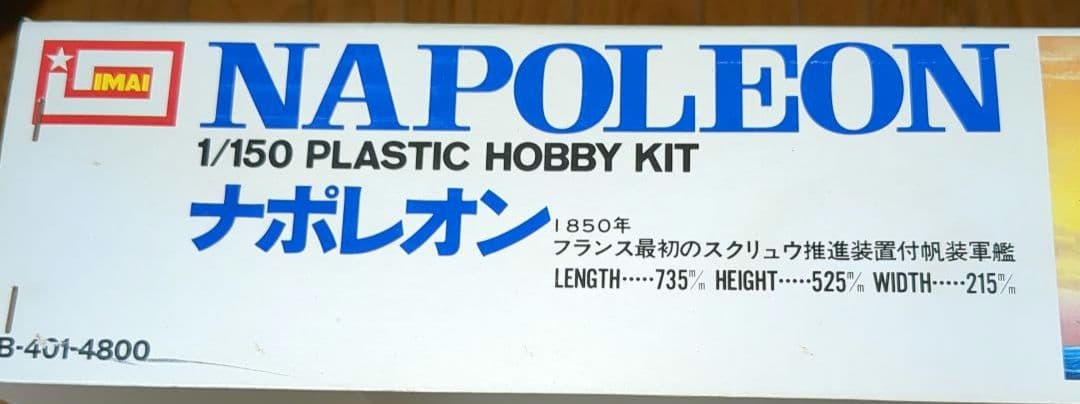 IMAI
NAPOLEON
1/150 PLASTIC HOBBY KIT
ナポレオン
1850年
フランス最初のスクリュウ推進装置付帆装軍艦
LENGTH·····735m/m HEIGHT·····525m/m WIDTH·····215m/m
B-401-4800